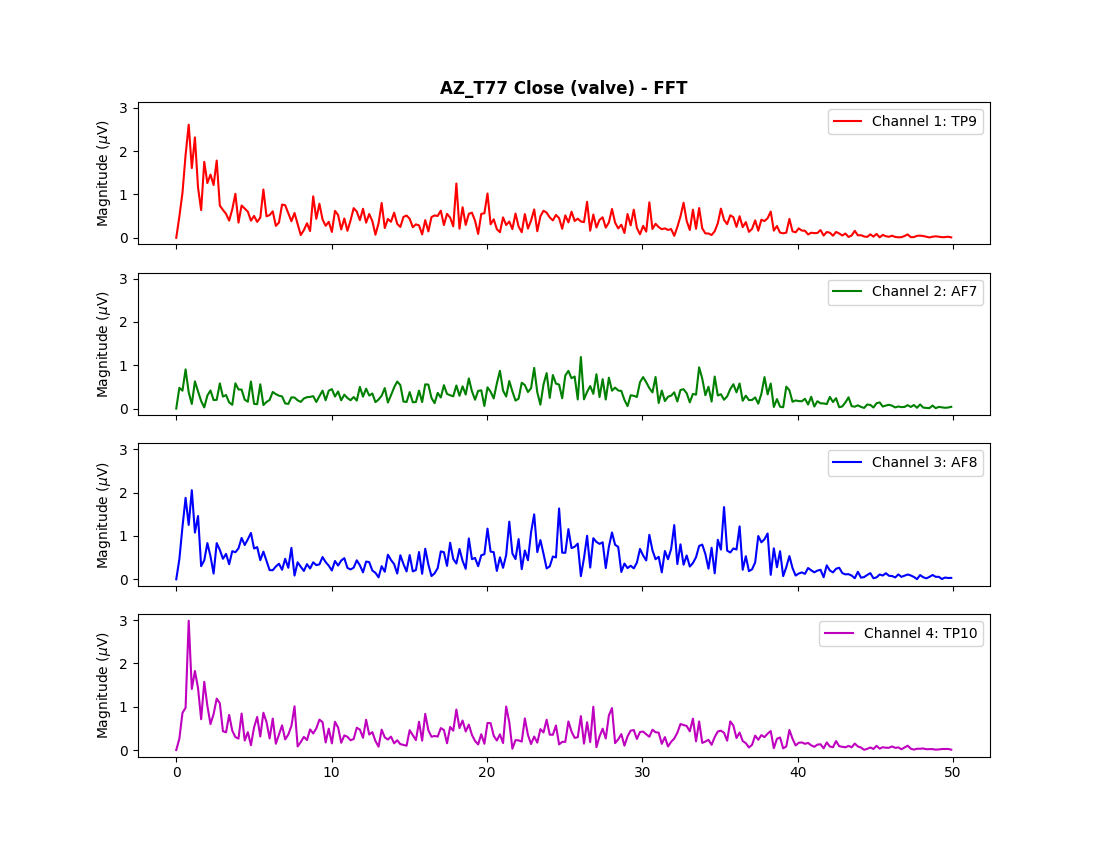 AZ_T77 Close (valve) - FFT
3
2
1
0
Magnitude (μV)
Channel 1: TP9
3
2
1
0
Magnitude (μV)
Channel 2: AF7
3
2
1
0
Magnitude (μV)
Channel 3: AF8
3
2
1
0
Magnitude (μV)
Channel 4: TP10
0 10 20 30 40 50